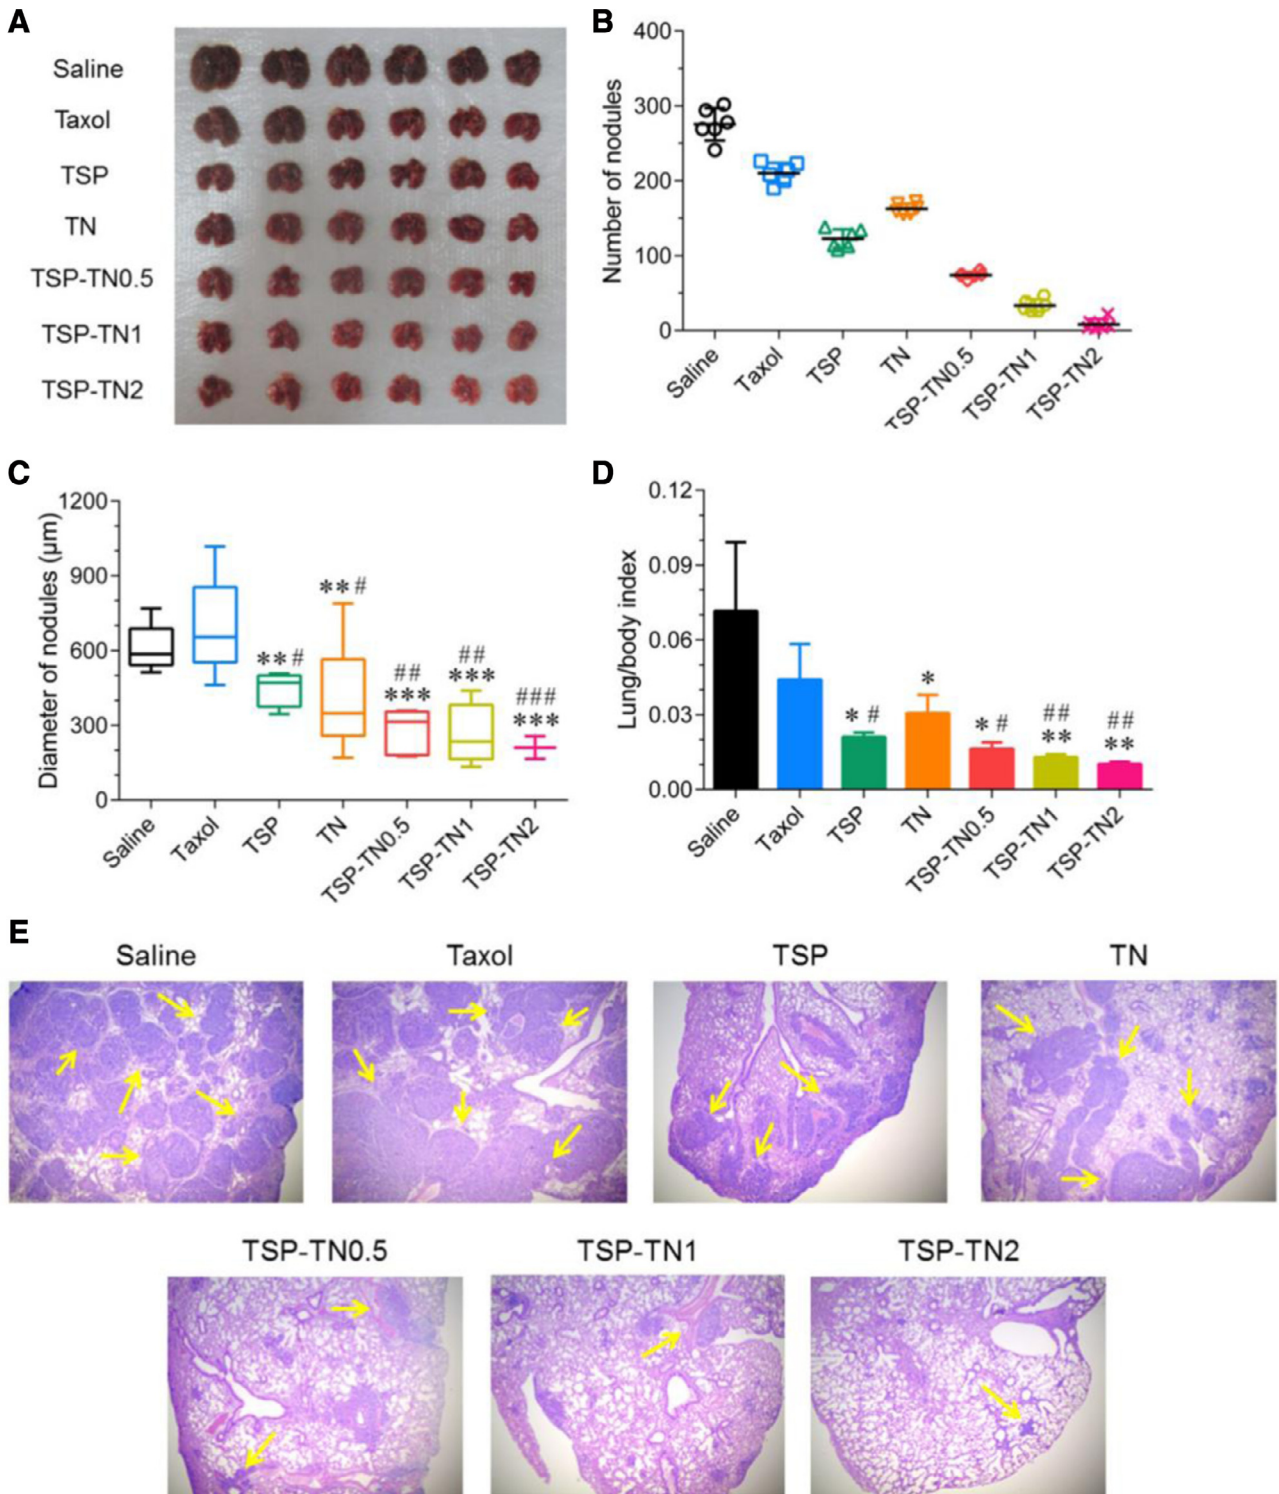 A
Saline
Taxol
TSP
TN
TSP-TN0.5
TSP-TN1
TSP-TN2
B
Number of nodules
400
300
200
100
0
Saline
Taxol
TSP
TN
TSP-TN0.5
TSP-TN1
TSP-TN2
C
Diameter of nodules (µm)
1200
900
600
300
0
**#
**#
##
***
##
***
###
***
Saline
Taxol
TSP
TN
TSP-TN0.5
TSP-TN1
TSP-TN2
D
Lung/body index
0.12
0.09
0.06
0.03
0.00
* #
*
* #
##
**
##
**
Saline
Taxol
TSP
TN
TSP-TN0.5
TSP-TN1
TSP-TN2
E
Saline
Taxol
TSP
TN
TSP-TN0.5
TSP-TN1
TSP-TN2